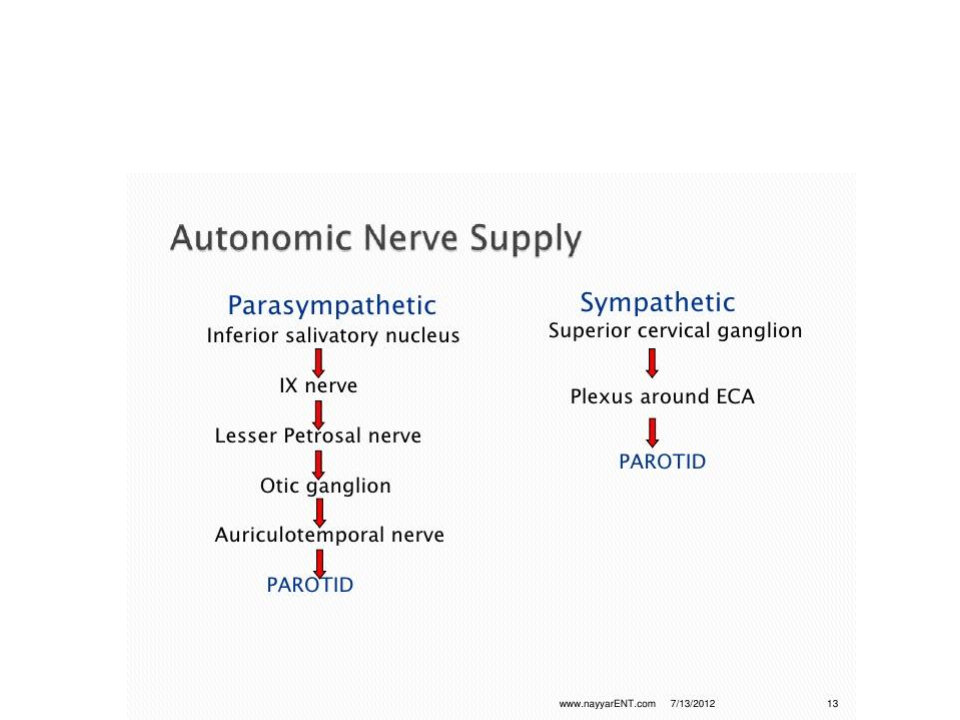 Autonomic Nerve Supply
Parasympathetic
Inferior salivatory nucleus
IX nerve
Lesser Petrosal nerve
Otic ganglion
Auriculotemporal nerve
PAROTID
Sympathetic
Superior cervical ganglion
Plexus around ECA
PAROTID
www.nayyarENT.com 7/13/2012 13